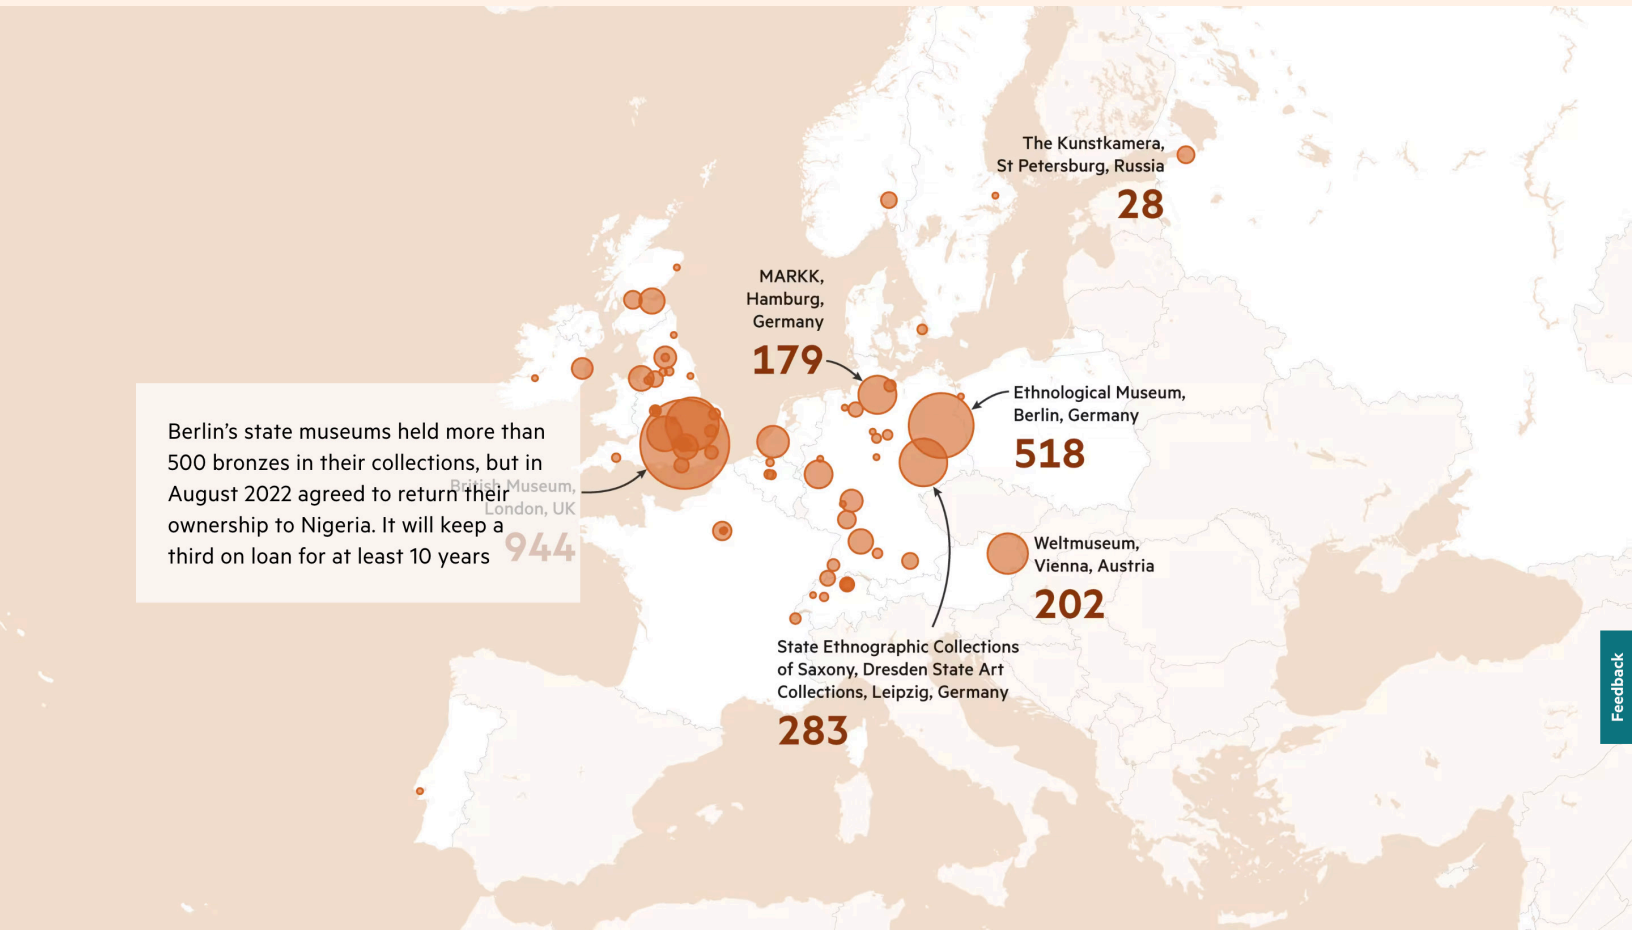 The Kunstkamera,
St Petersburg, Russia
28
MARKK,
Hamburg,
Germany
179
Ethnological Museum,
Berlin, Germany
518
Berlin’s state museums held more than
500 bronzes in their collections, but in
August 2022 agreed to return their
ownership to Nigeria. It will keep a
third on loan for at least 10 years
British Museum,
London, UK
944
Weltmuseum,
Vienna, Austria
202
State Ethnographic Collections
of Saxony, Dresden State Art
Collections, Leipzig, Germany
283
Feedback